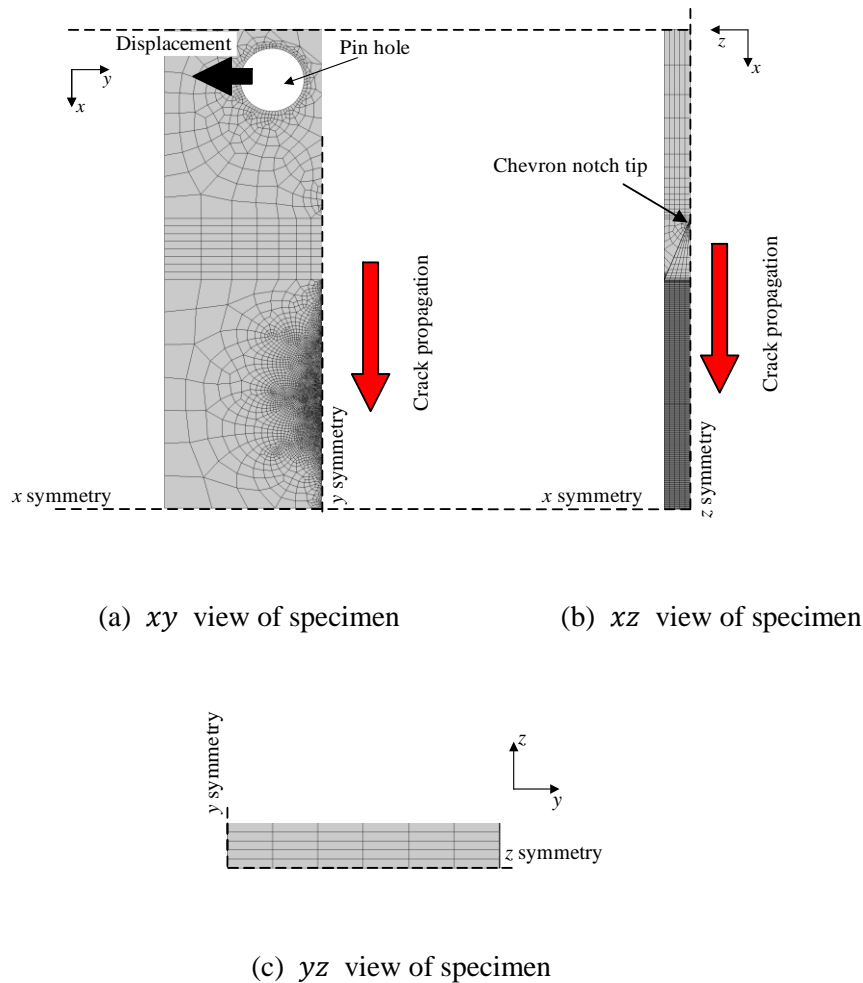 Displacement
Pin hole
y
x
x symmetry
y symmetry
Crack propagation
(a) xy view of specimen
z
x
Chevron notch tip
Crack propagation
x symmetry
z symmetry
(b) xz view of specimen
y symmetry
z
y
z symmetry
(c) yz view of specimen